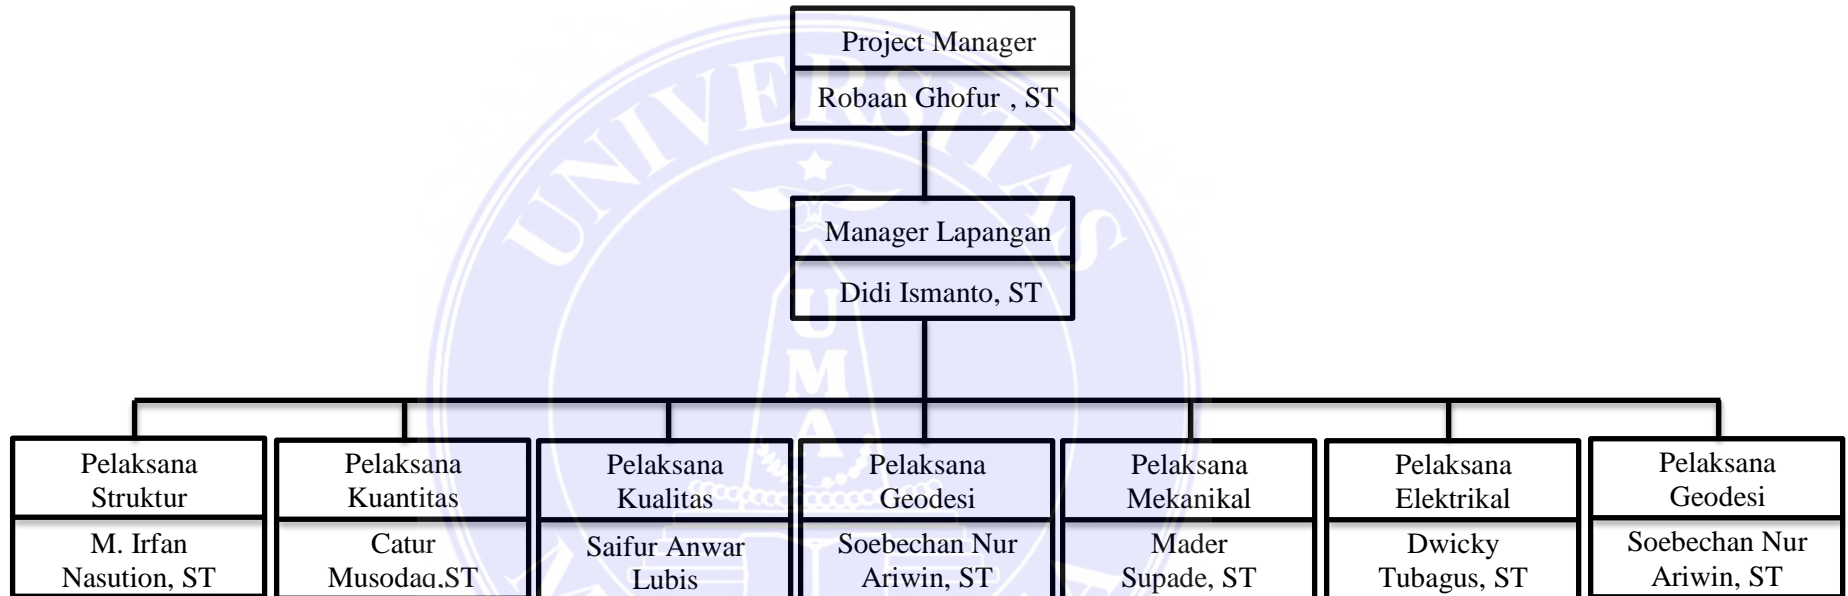 Project Manager
Robaan Ghofur , ST
Manager Lapangan
Didi Ismanto, ST
Pelaksana
Struktur
M. Irfan
Nasution, ST
Pelaksana
Kuantitas
Catur
Musodaq,ST
Pelaksana
Kualitas
Saifur Anwar
Lubis
Pelaksana
Geodesi
Soebechan Nur
Ariwin, ST
Pelaksana
Mekanikal
Mader
Supade, ST
Pelaksana
Elektrikal
Dwicky
Tubagus, ST
Pelaksana
Geodesi
Soebechan Nur
Ariwin, ST
UNIVERSITAS
U
M
A